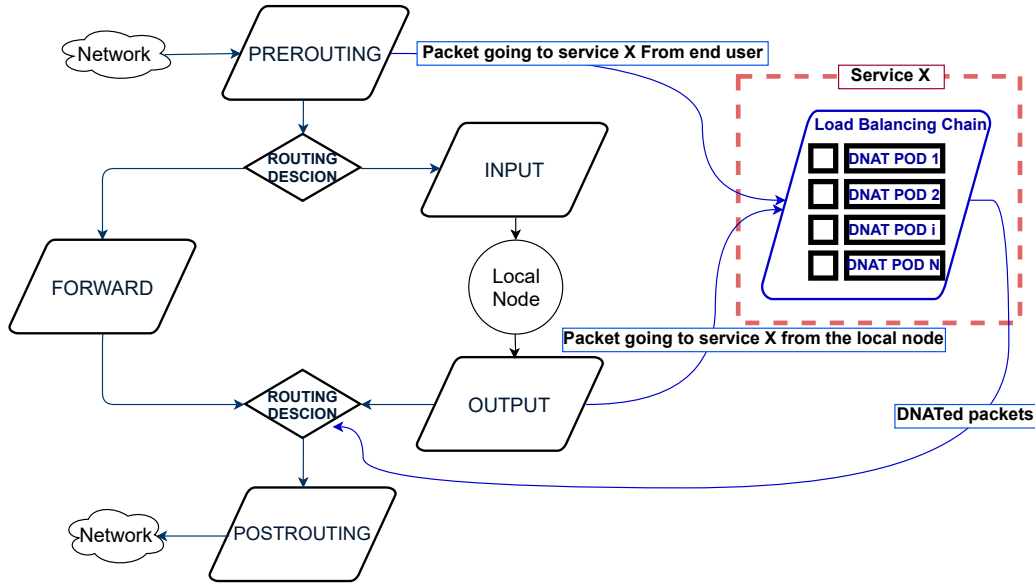 Network
PREROUTING
Packet going to service X From end user
Service X
Load Balancing Chain
DNAT POD 1
DNAT POD 2
DNAT POD i
DNAT POD N
ROUTING
DESCION
INPUT
FORWARD
Local
Node
Packet going to service X from the local node
ROUTING
DESCION
OUTPUT
DNATed packets
Network
POSTROUTING